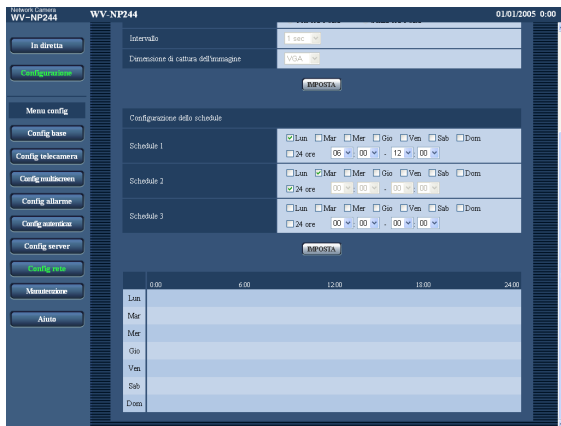 Network Camera
WV-NP244
WV-NP244
01/01/2005 0:00
In diretta
Configurazione
Menu config
Config base
Config telecamera
Config multiscreen
Config allarme
Config autenticaz
Config server
Config rete
Manutenzione
Aiuto
Intervallo
1 sec
Dimensione di cattura dell'immagine
VGA
IMPOSTA
Configurazione dello schedule
Schedule 1
Lun Mar Mer Gio Ven Sab Dom
24 ore 06 : 00 - 12 : 00
Schedule 2
Lun Mar Mer Gio Ven Sab Dom
24 ore 00 : 00 - 00 : 00
Schedule 3
Lun Mar Mer Gio Ven Sab Dom
24 ore 00 : 00 - 00 : 00
IMPOSTA
0:00 6:00 12:00 18:00 24:00
Lun
Mar
Mer
Gio
Ven
Sab
Dom